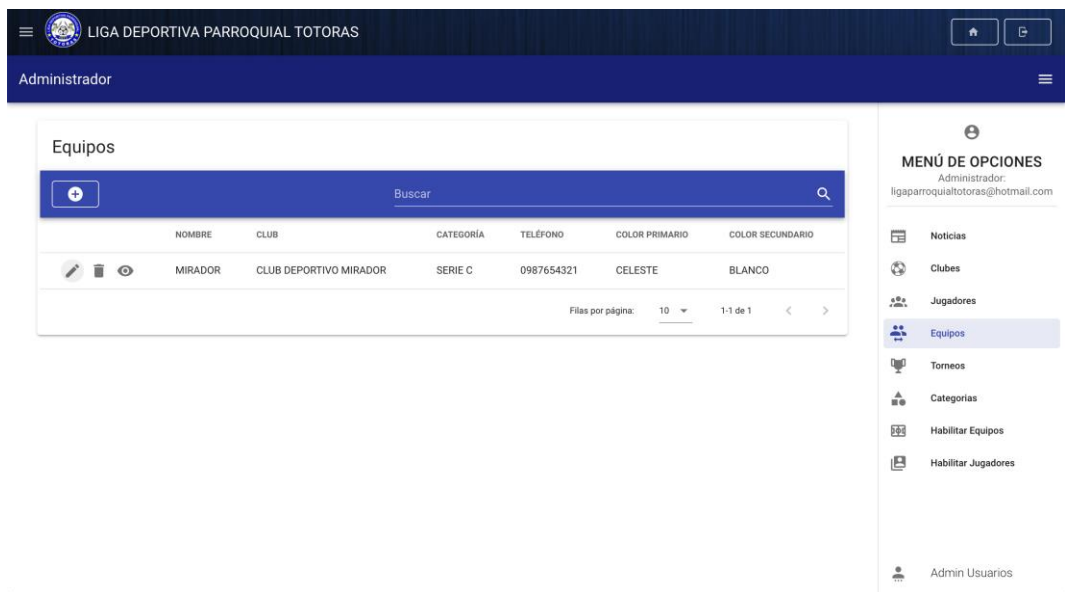 LIGA DEPORTIVA PARROQUIAL TOTORAS
Administrador
Equipos
Buscar
NOMBRE CLUB CATEGORÍA TELÉFONO COLOR PRIMARIO COLOR SECUNDARIO
MIRADOR CLUB DEPORTIVO MIRADOR SERIE C 0987654321 CELESTE BLANCO
Filas por página: 10 1-1 de 1
MENÚ DE OPCIONES
Administrador:
ligaparroquialtotoras@hotmail.com
Noticias
Clubes
Jugadores
Equipos
Torneos
Categorias
Habilitar Equipos
Habilitar Jugadores
Admin Usuarios